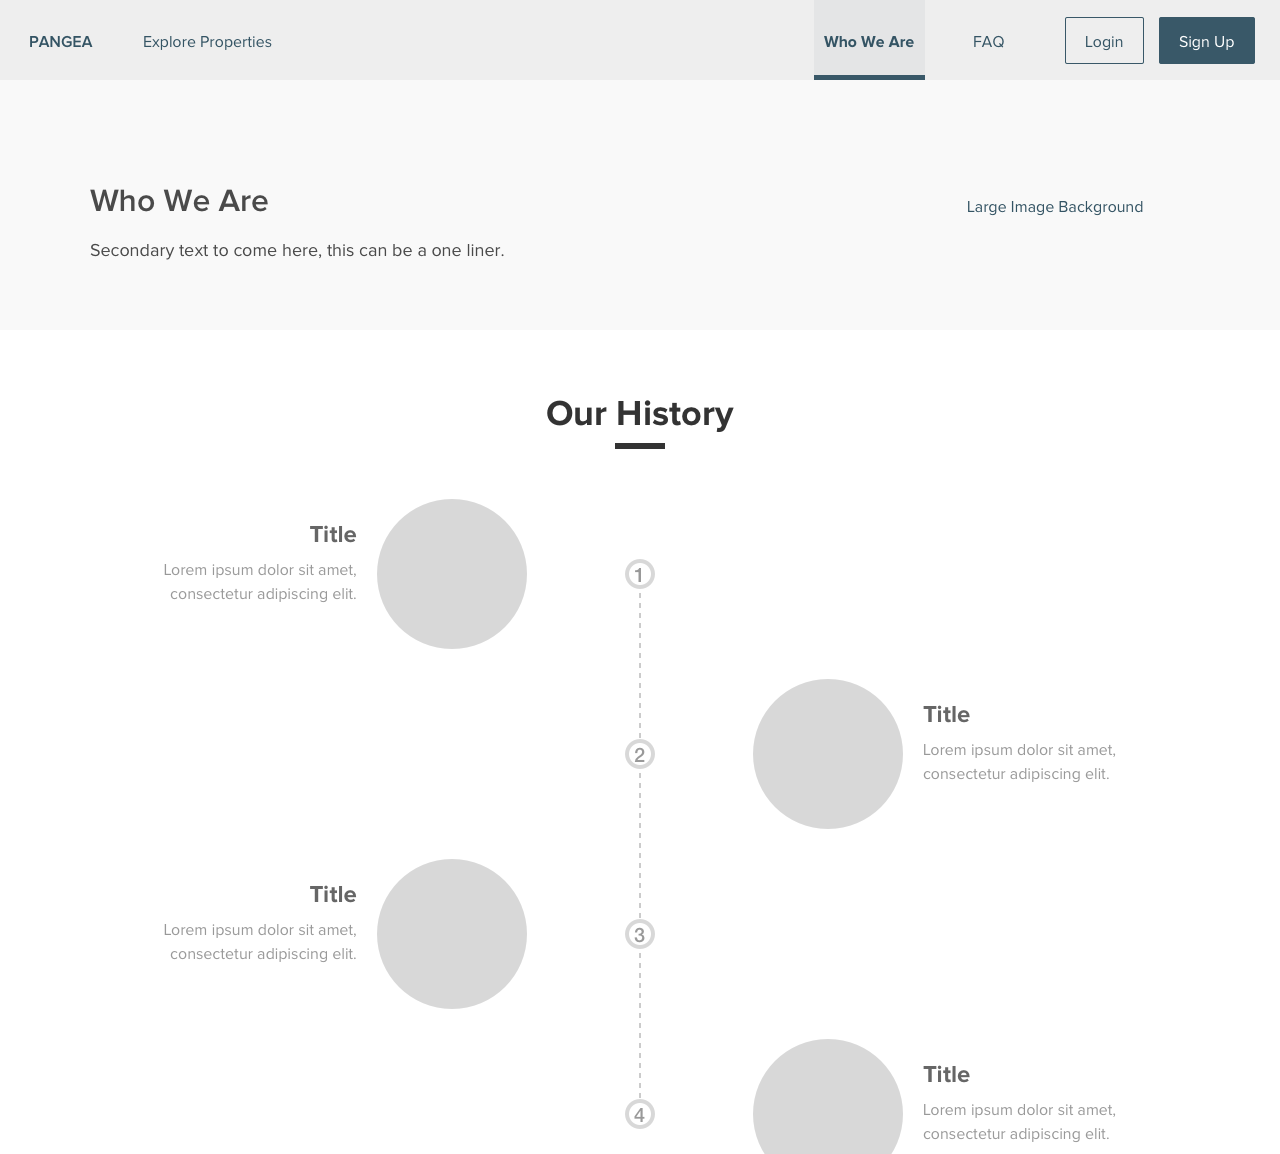 PANGEA
Explore Properties
Who We Are
FAQ
Login
Sign Up
Who We Are
Large Image Background
Secondary text to come here, this can be a one liner.
Our History
Title
Lorem ipsum dolor sit amet,
consectetur adipiscing elit.
1
Title
Lorem ipsum dolor sit amet,
consectetur adipiscing elit.
2
Title
Lorem ipsum dolor sit amet,
consectetur adipiscing elit.
3
Title
Lorem ipsum dolor sit amet,
consectetur adipiscing elit.
4